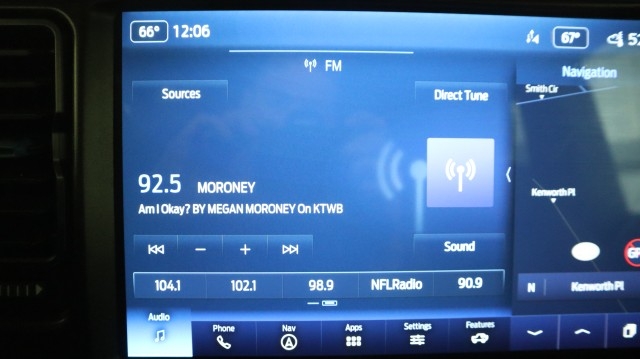 66° 12:06 67° 52
FM
Navigation
Sources Direct Tune
Smith Cir
92.5 MORONEY
Am I Okay? BY MEGAN MORONEY On KTWB
Kenworth Pl
Sound
104.1 102.1 98.9 NFLRadio 90.9
N Kenworth Pl
Audio Phone Nav Apps Settings Features